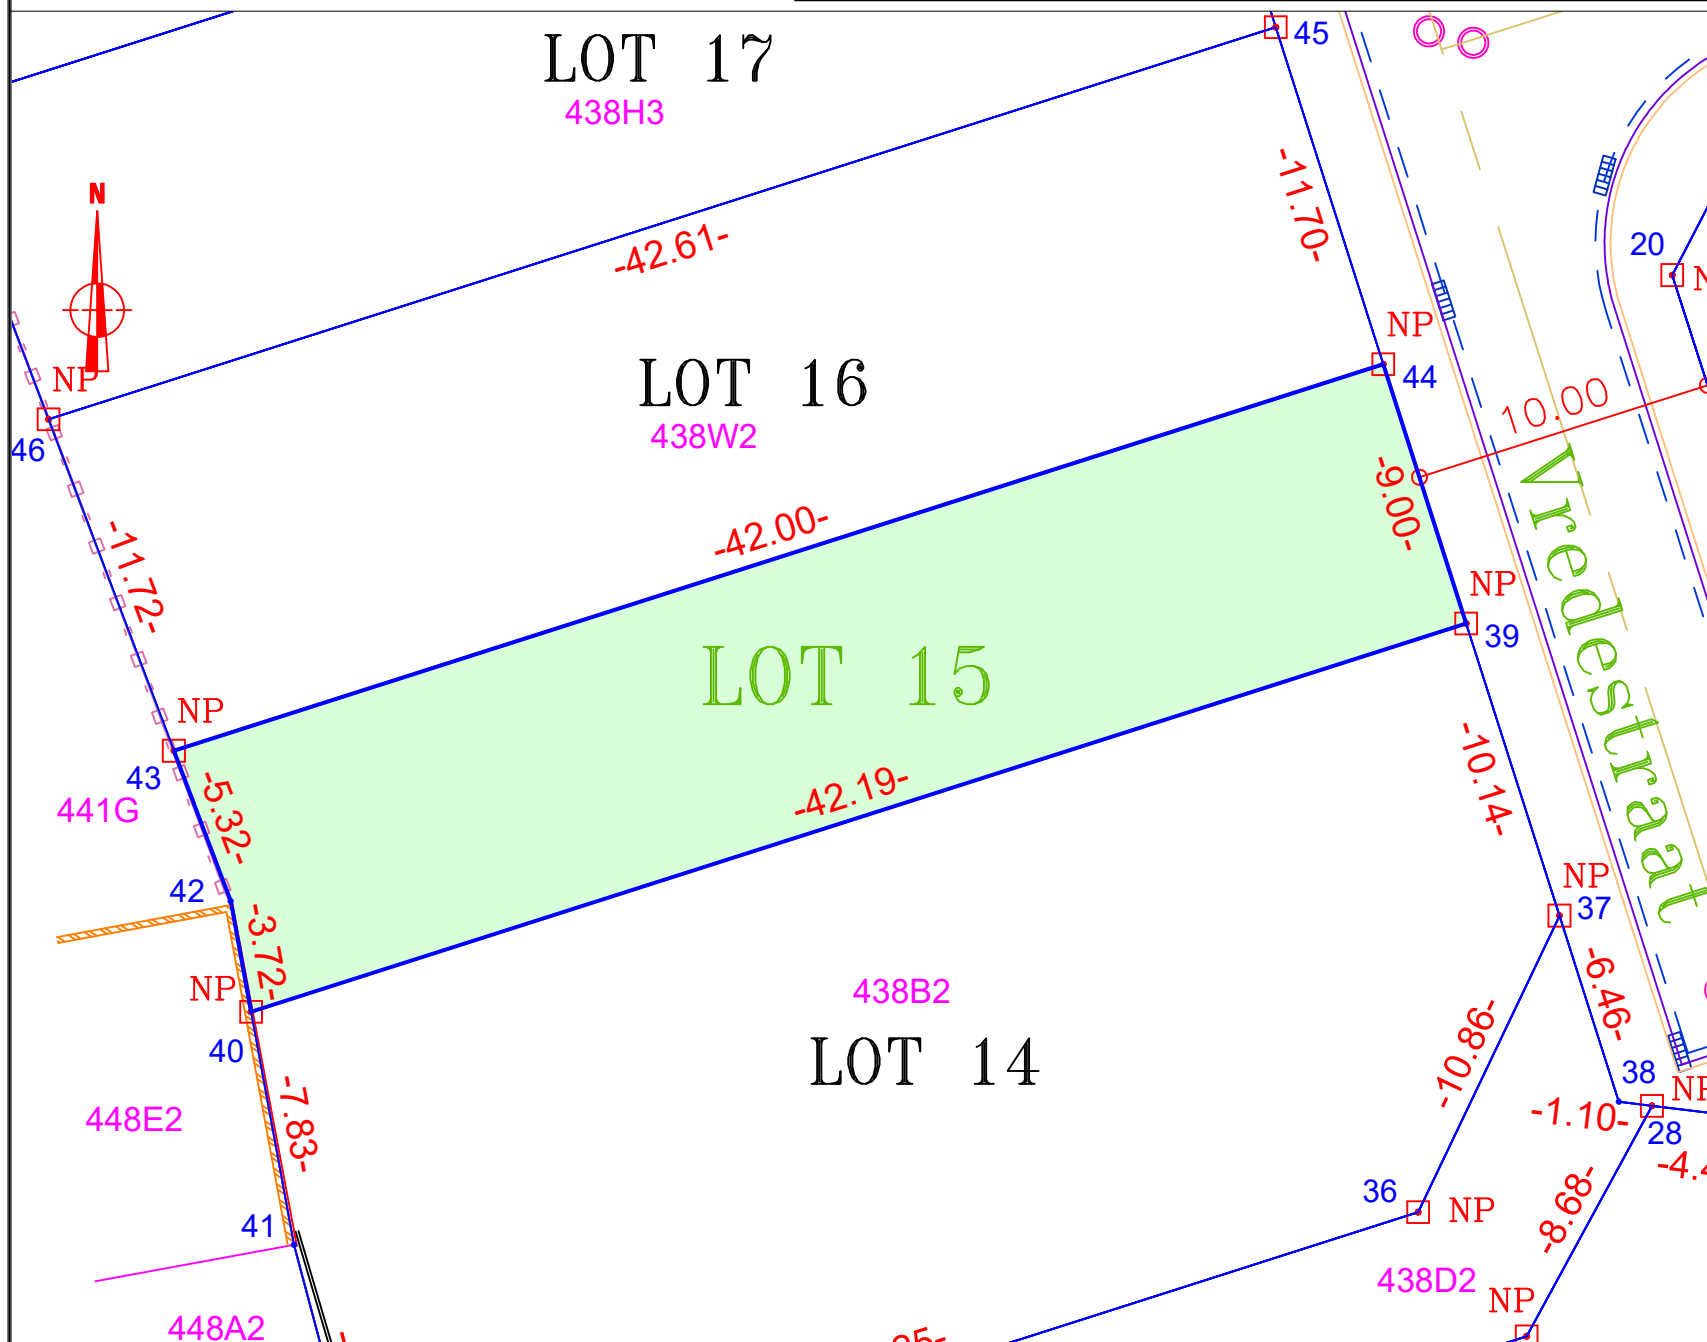 LOT 17
438H3
45
-11.70-
N
-42.61-
20
NP
44
10.00
NP
46
LOT 16
438W2
-9.00-
-42.00-
-11.72-
NP
39
Vredestraat
LOT 15
NP
43
-5.32-
441G
-42.19-
-10.14-
42
-3.72-
NP
37
NP
40
438B2
LOT 14
-6.46-
-10.86-
38
-1.10-
28
-7.83-
448E2
36
NP
-8.68-
41
438D2
NP
448A2